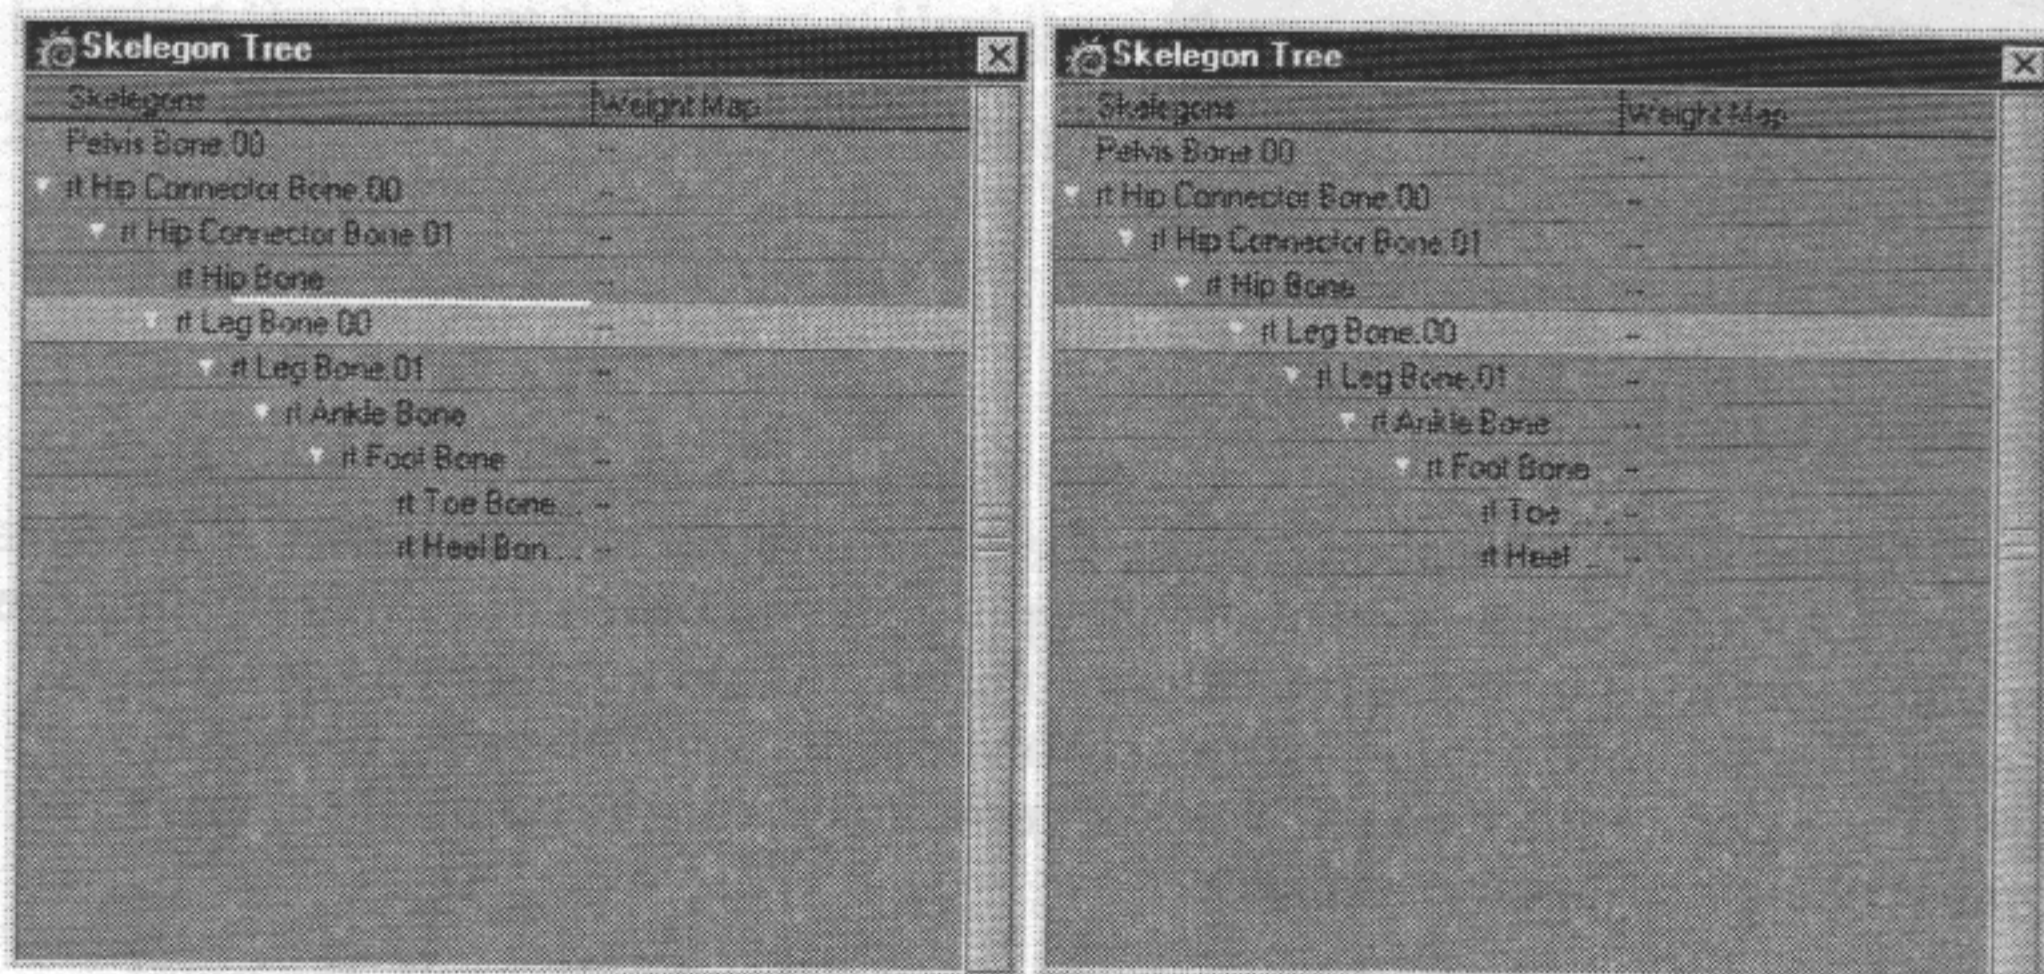 Skelegon Tree
Skelegons Weight Map
Pelvis Bone.00 --
rt Hip Connector Bone.00 --
rt Hip Connector Bone.01 --
rt Hip Bone --
rt Leg Bone.00 --
rt Leg Bone.01 --
rt Ankle Bone --
rt Foot Bone --
rt Toe Bone... --
rt Heel Bon... --
Skelegon Tree
Skelegons Weight Map
Pelvis Bone.00 --
rt Hip Connector Bone.00 --
rt Hip Connector Bone.01 --
rt Hip Bone --
rt Leg Bone.00 --
rt Leg Bone.01 --
rt Ankle Bone --
rt Foot Bone --
rt Toe ... --
rt Heel ... --